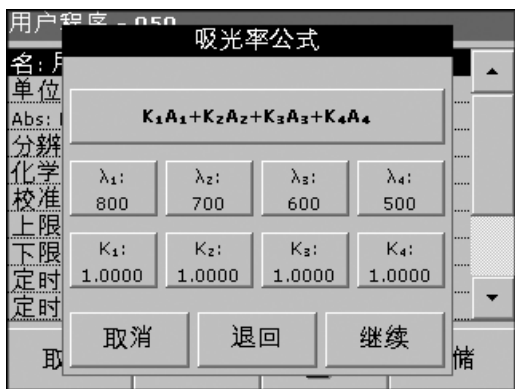 用户程序 - 050
吸光率公式
名: 用
单位
Abs:
分辨
化学
校准
上限
下限
定时
定时
K₁A₁+K₂A₂+K₃A₃+K₄A₄
λ₁: λ₂: λ₃: λ₄:
800 700 600 500
K₁: K₂: K₃: K₄:
1.0000 1.0000 1.0000 1.0000
取消 退回 继续
取 储